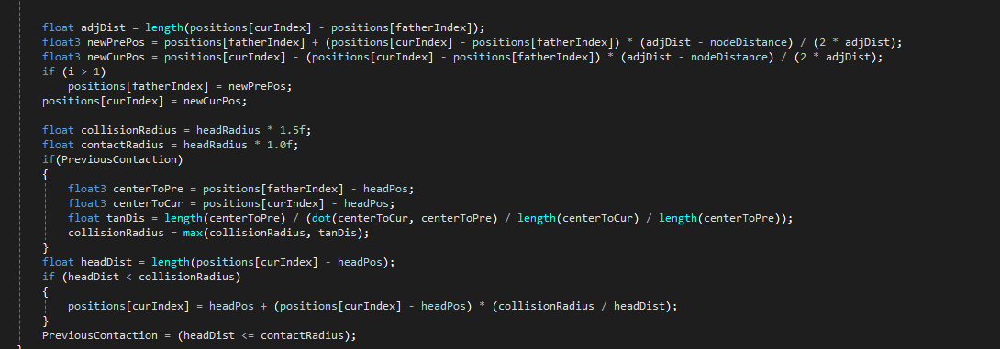 float adjDist = length(positions[curIndex] - positions[fatherIndex]);
float3 newPrePos = positions[fatherIndex] + (positions[curIndex] - positions[fatherIndex]) * (adjDist - nodeDistance) / (2 * adjDist);
float3 newCurPos = positions[curIndex] - (positions[curIndex] - positions[fatherIndex]) * (adjDist - nodeDistance) / (2 * adjDist);
if (i > 1)
    positions[fatherIndex] = newPrePos;
positions[curIndex] = newCurPos;

float collisionRadius = headRadius * 1.5f;
float contactRadius = headRadius * 1.0f;
if(PreviousContaction)
{
    float3 centerToPre = positions[fatherIndex] - headPos;
    float3 centerToCur = positions[curIndex] - headPos;
    float tanDis = length(centerToPre) / (dot(centerToCur, centerToPre) / length(centerToCur) / length(centerToPre));
    collisionRadius = max(collisionRadius, tanDis);
}
float headDist = length(positions[curIndex] - headPos);
if (headDist < collisionRadius)
{
    positions[curIndex] = headPos + (positions[curIndex] - headPos) * (collisionRadius / headDist);
}
PreviousContaction = (headDist <= contactRadius);